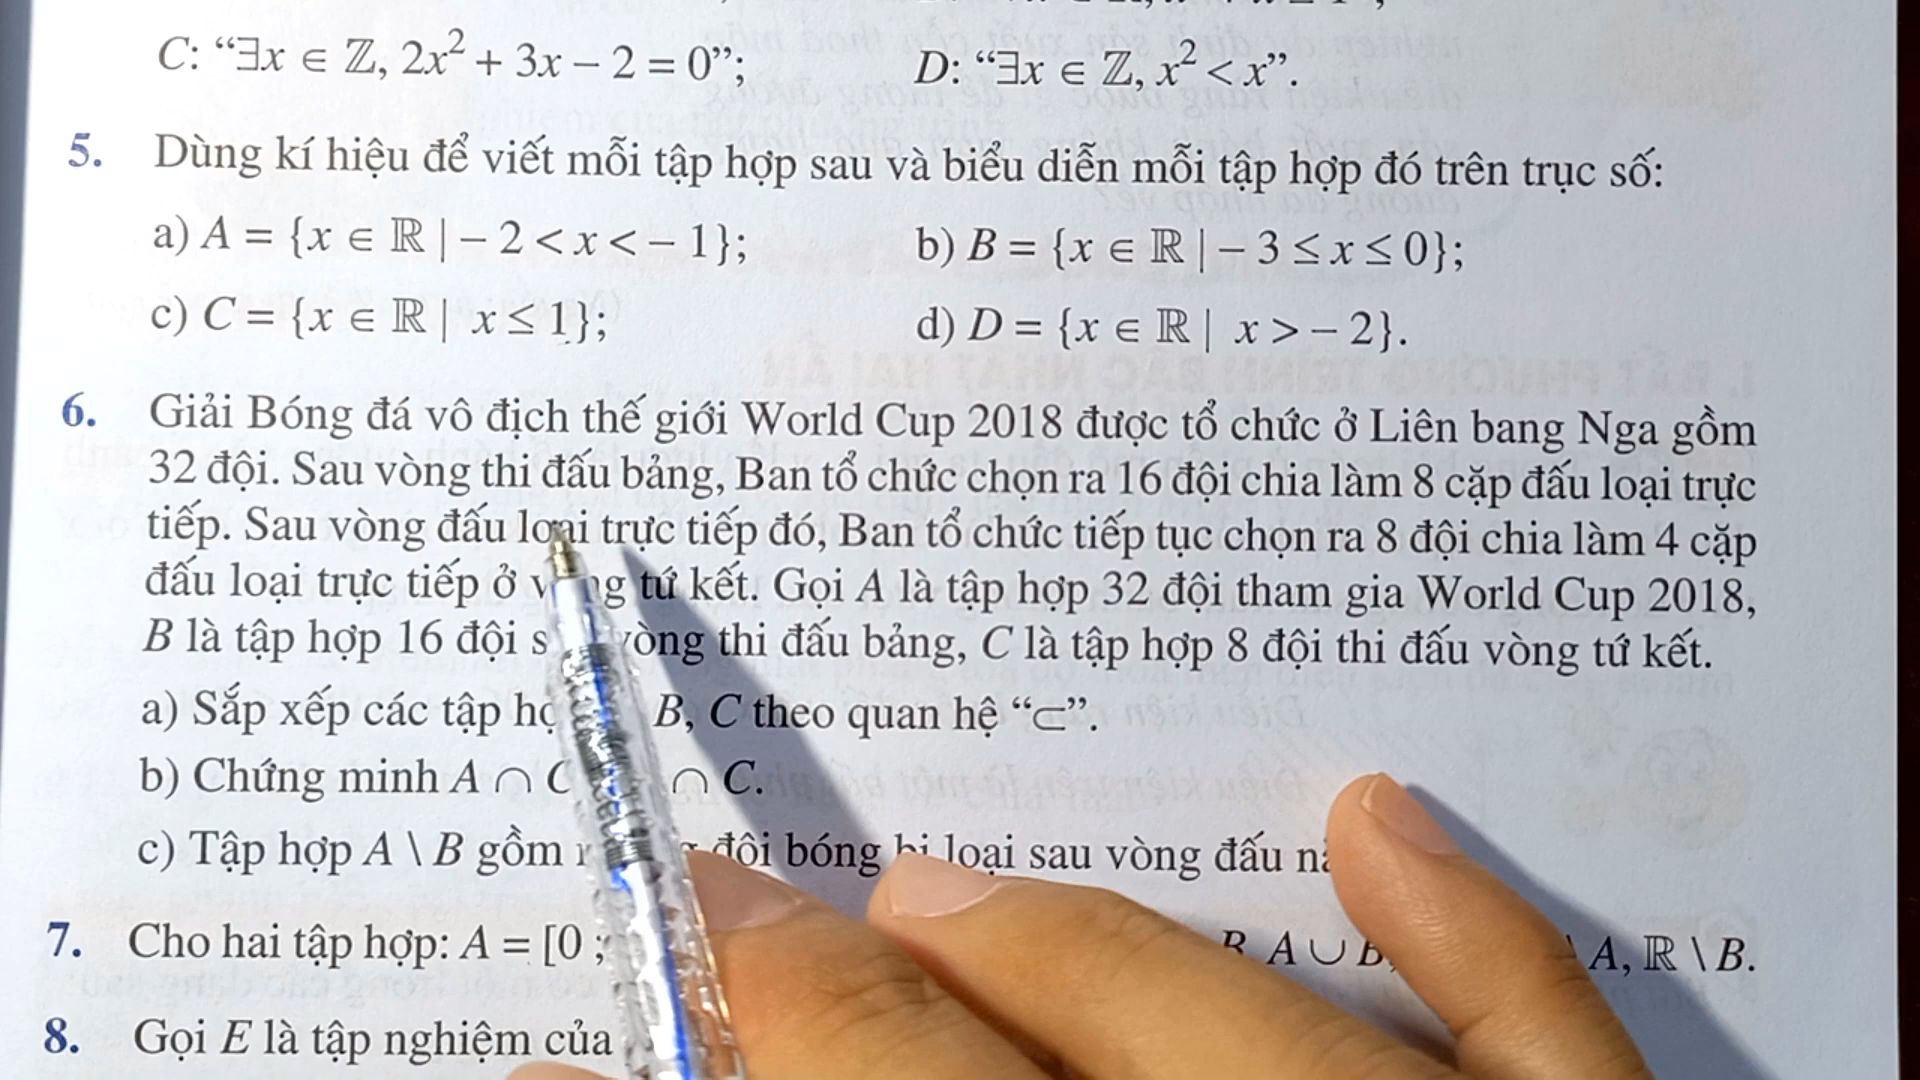 C: “∃x ∈ ℤ, 2x² + 3x − 2 = 0”; D: “∃x ∈ ℤ, x² < x”.
5. Dùng kí hiệu để viết mỗi tập hợp sau và biểu diễn mỗi tập hợp đó trên trục số:
a) A = {x ∈ ℝ | − 2 < x < − 1}; b) B = {x ∈ ℝ | − 3 ≤ x ≤ 0};
c) C = {x ∈ ℝ | x ≤ 1}; d) D = {x ∈ ℝ | x > − 2}.
6. Giải Bóng đá vô địch thế giới World Cup 2018 được tổ chức ở Liên bang Nga gồm
32 đội. Sau vòng thi đấu bảng, Ban tổ chức chọn ra 16 đội chia làm 8 cặp đấu loại trực
tiếp. Sau vòng đấu loại trực tiếp đó, Ban tổ chức tiếp tục chọn ra 8 đội chia làm 4 cặp
đấu loại trực tiếp ở tứ kết. Gọi A là tập hợp 32 đội tham gia World Cup 2018,
B là tập hợp 16 đội vòng thi đấu bảng, C là tập hợp 8 đội thi đấu vòng tứ kết.
a) Sắp xếp các tập B, C theo quan hệ “⊂”.
b) Chứng minh A ∩ C ∩ C.
c) Tập hợp A \ B gồm đội bóng bị loại sau vòng đấu
7. Cho hai tập hợp: A = [0 ; A ∪ B, A, ℝ \ B.
8. Gọi E là tập nghiệm của